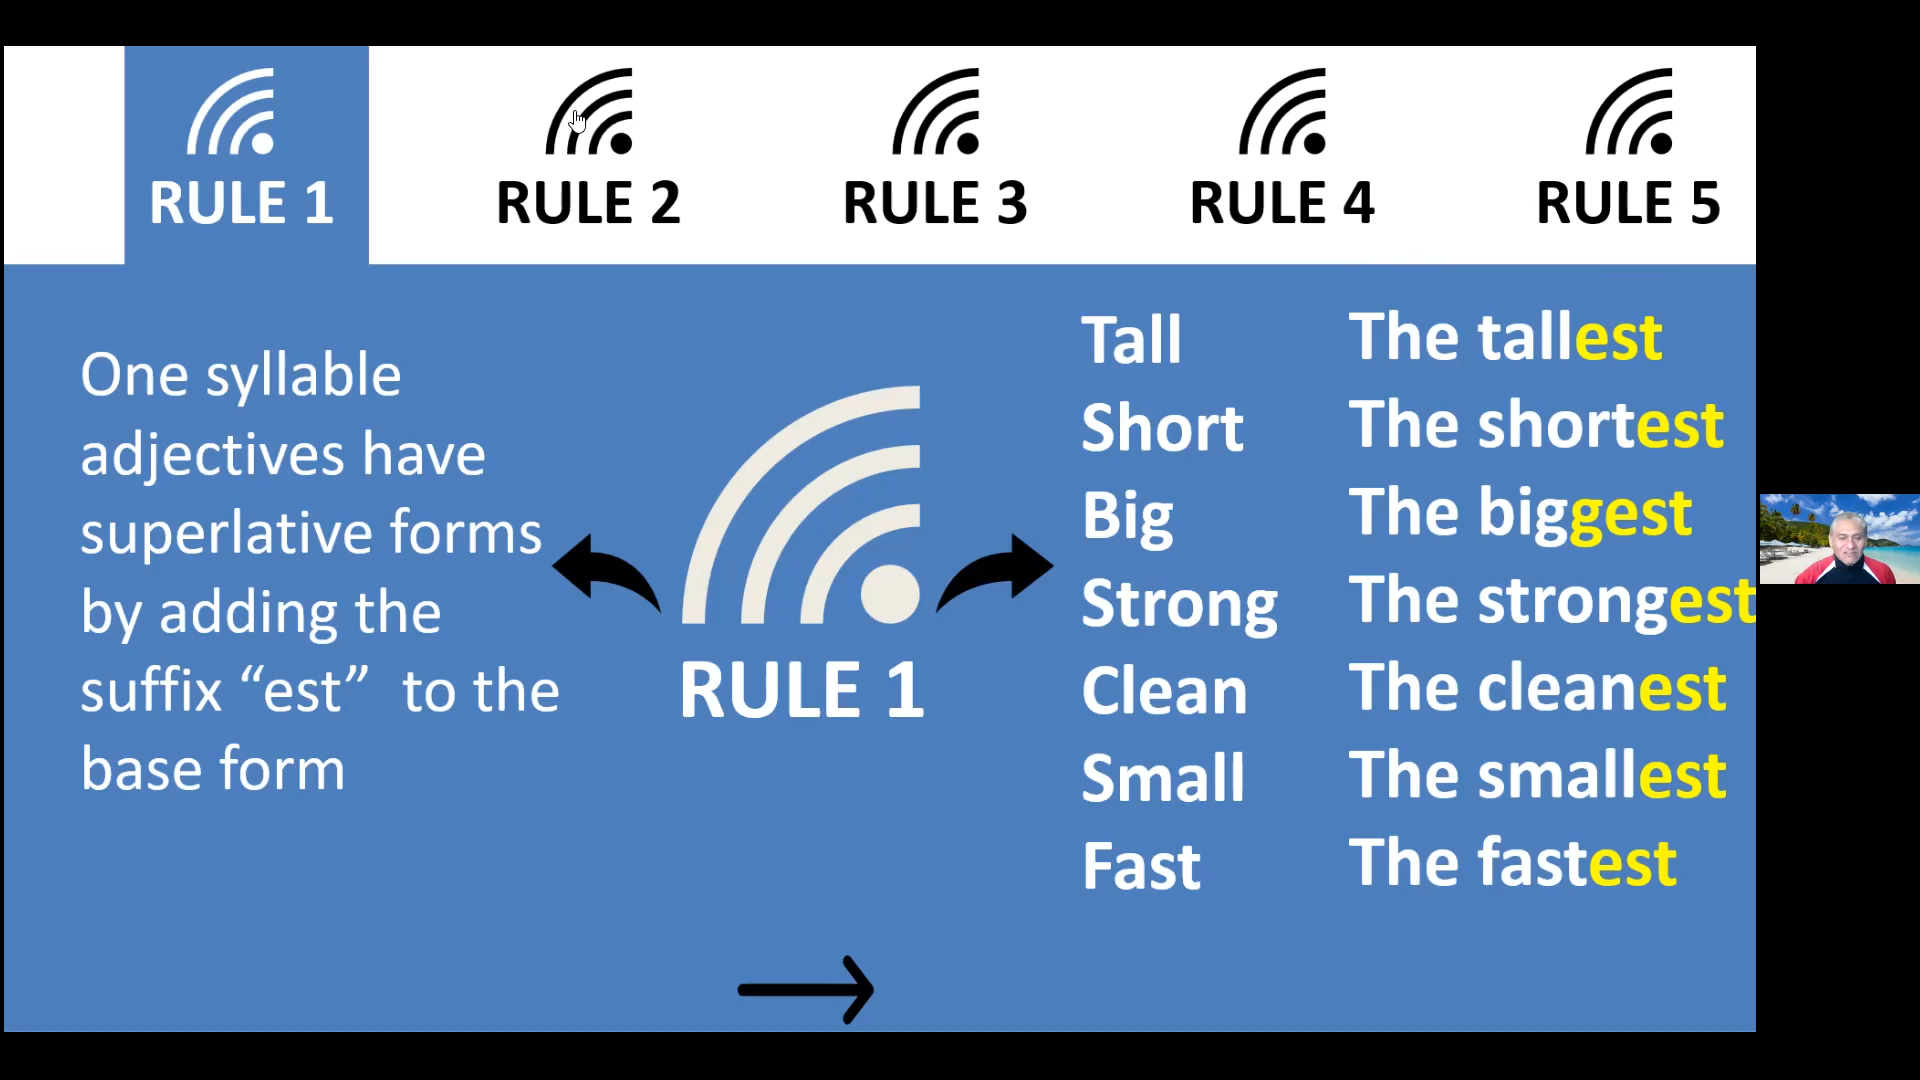 RULE 1
RULE 2
RULE 3
RULE 4
RULE 5
One syllable
adjectives have
superlative forms
by adding the
suffix “est”  to the
base form
RULE 1
Tall The tallest
Short The shortest
Big The biggest
Strong The strongest
Clean The cleanest
Small The smallest
Fast The fastest